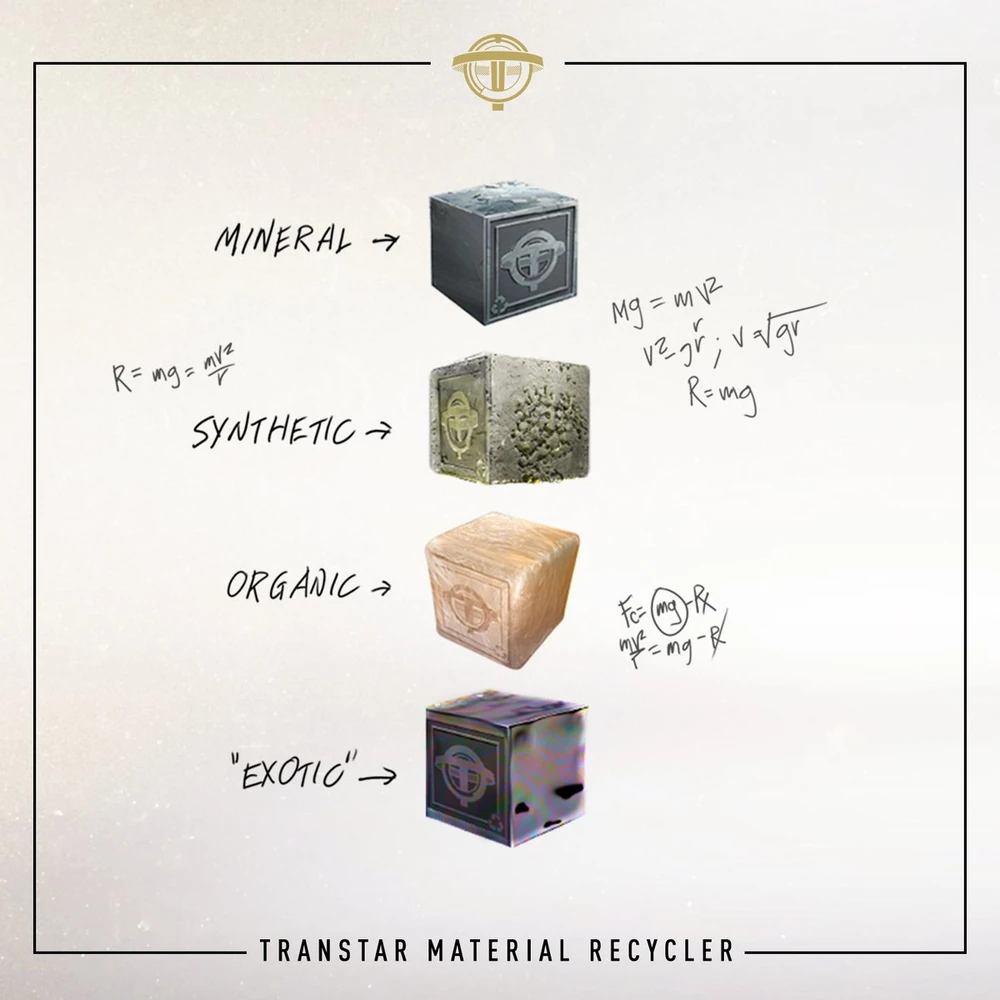 MINERAL →
Mg = mv²/r
v² = gr ; v = √gr
R = mg
R = mg = mv²/r
SYNTHETIC →
ORGANIC →
Fc = mg - R
mv²/r = mg - R
"EXOTIC" →
TRANSTAR MATERIAL RECYCLER